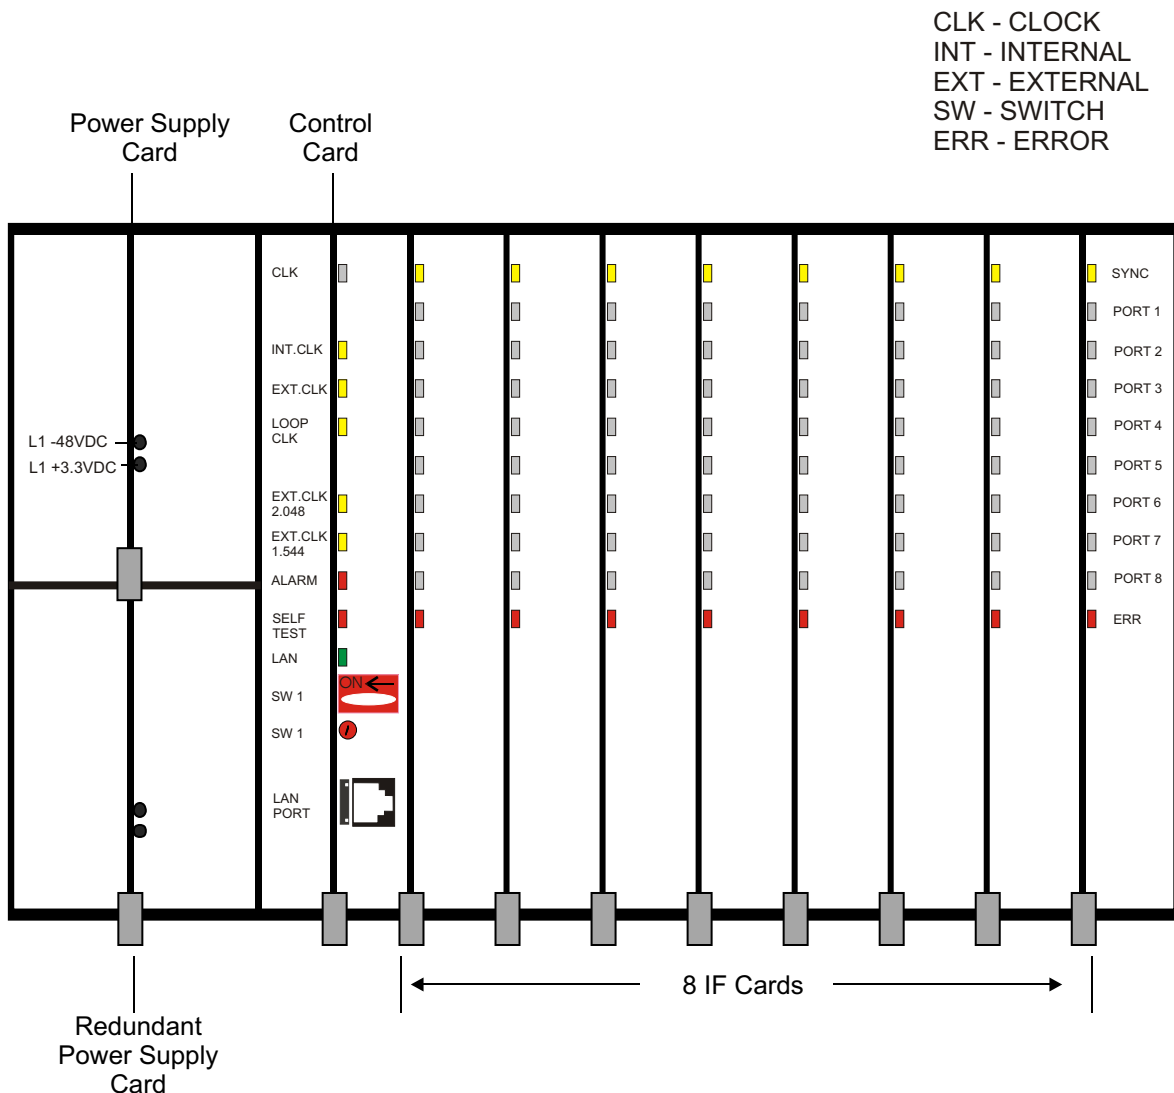 CLK - CLOCK
INT - INTERNAL
EXT - EXTERNAL
SW - SWITCH
ERR - ERROR
Power Supply
Card
Control
Card
CLK
INT.CLK
EXT.CLK
LOOP
CLK
L1 -48VDC
L1 +3.3VDC
EXT.CLK
2.048
EXT.CLK
1.544
ALARM
SELF
TEST
LAN
SW 1
ON
SW 1
LAN
PORT
SYNC
PORT 1
PORT 2
PORT 3
PORT 4
PORT 5
PORT 6
PORT 7
PORT 8
ERR
8 IF Cards
Redundant
Power Supply
Card